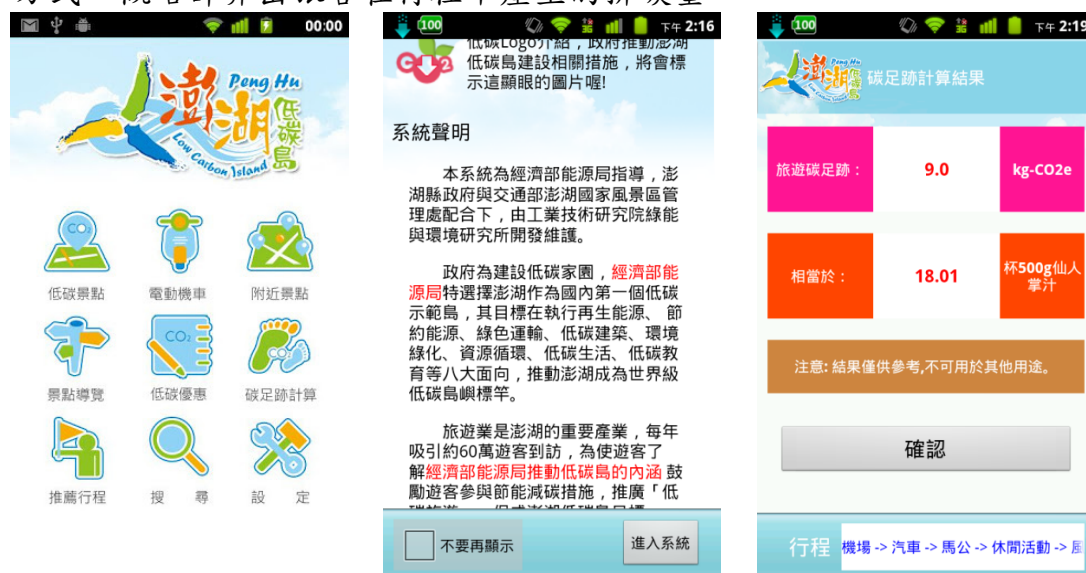 00:00
澎湖
Peng Hu
低碳島
Low Carbon Island
CO₂
低碳景點
電動機車
附近景點
CO₂
景點導覽
低碳優惠
碳足跡計算
推薦行程
搜 尋
設 定
100
3G
下午 2:16
低碳Logo介紹，政府推動澎湖
低碳島建設相關措施，將會標
示這顯眼的圖片喔!
系統聲明
本系統為經濟部能源局指導，澎
湖縣政府與交通部澎湖國家風景區管
理處配合下，由工業技術研究院綠能
與環境研究所開發維護。
政府為建設低碳家園，經濟部能
源局特選擇澎湖作為國內第一個低碳
示範島，其目標在執行再生能源、 節
約能源、綠色運輸、低碳建築、環境
綠化、資源循環、低碳生活、低碳教
育等八大面向，推動澎湖成為世界級
低碳島嶼標竿。
旅遊業是澎湖的重要產業，每年
吸引約60萬遊客到訪，為使遊客了
解經濟部能源局推動低碳島的內涵 鼓
勵遊客參與節能減碳措施，推廣「低
不要再顯示
進入系統
100
3G
下午 2:19
澎湖
碳足跡計算結果
旅遊碳足跡：
9.0
kg-CO2e
相當於：
18.01
杯500g仙人
掌汁
注意: 結果僅供參考,不可用於其他用途。
確認
行程
機場 -> 汽車 -> 馬公 -> 休閒活動 ->